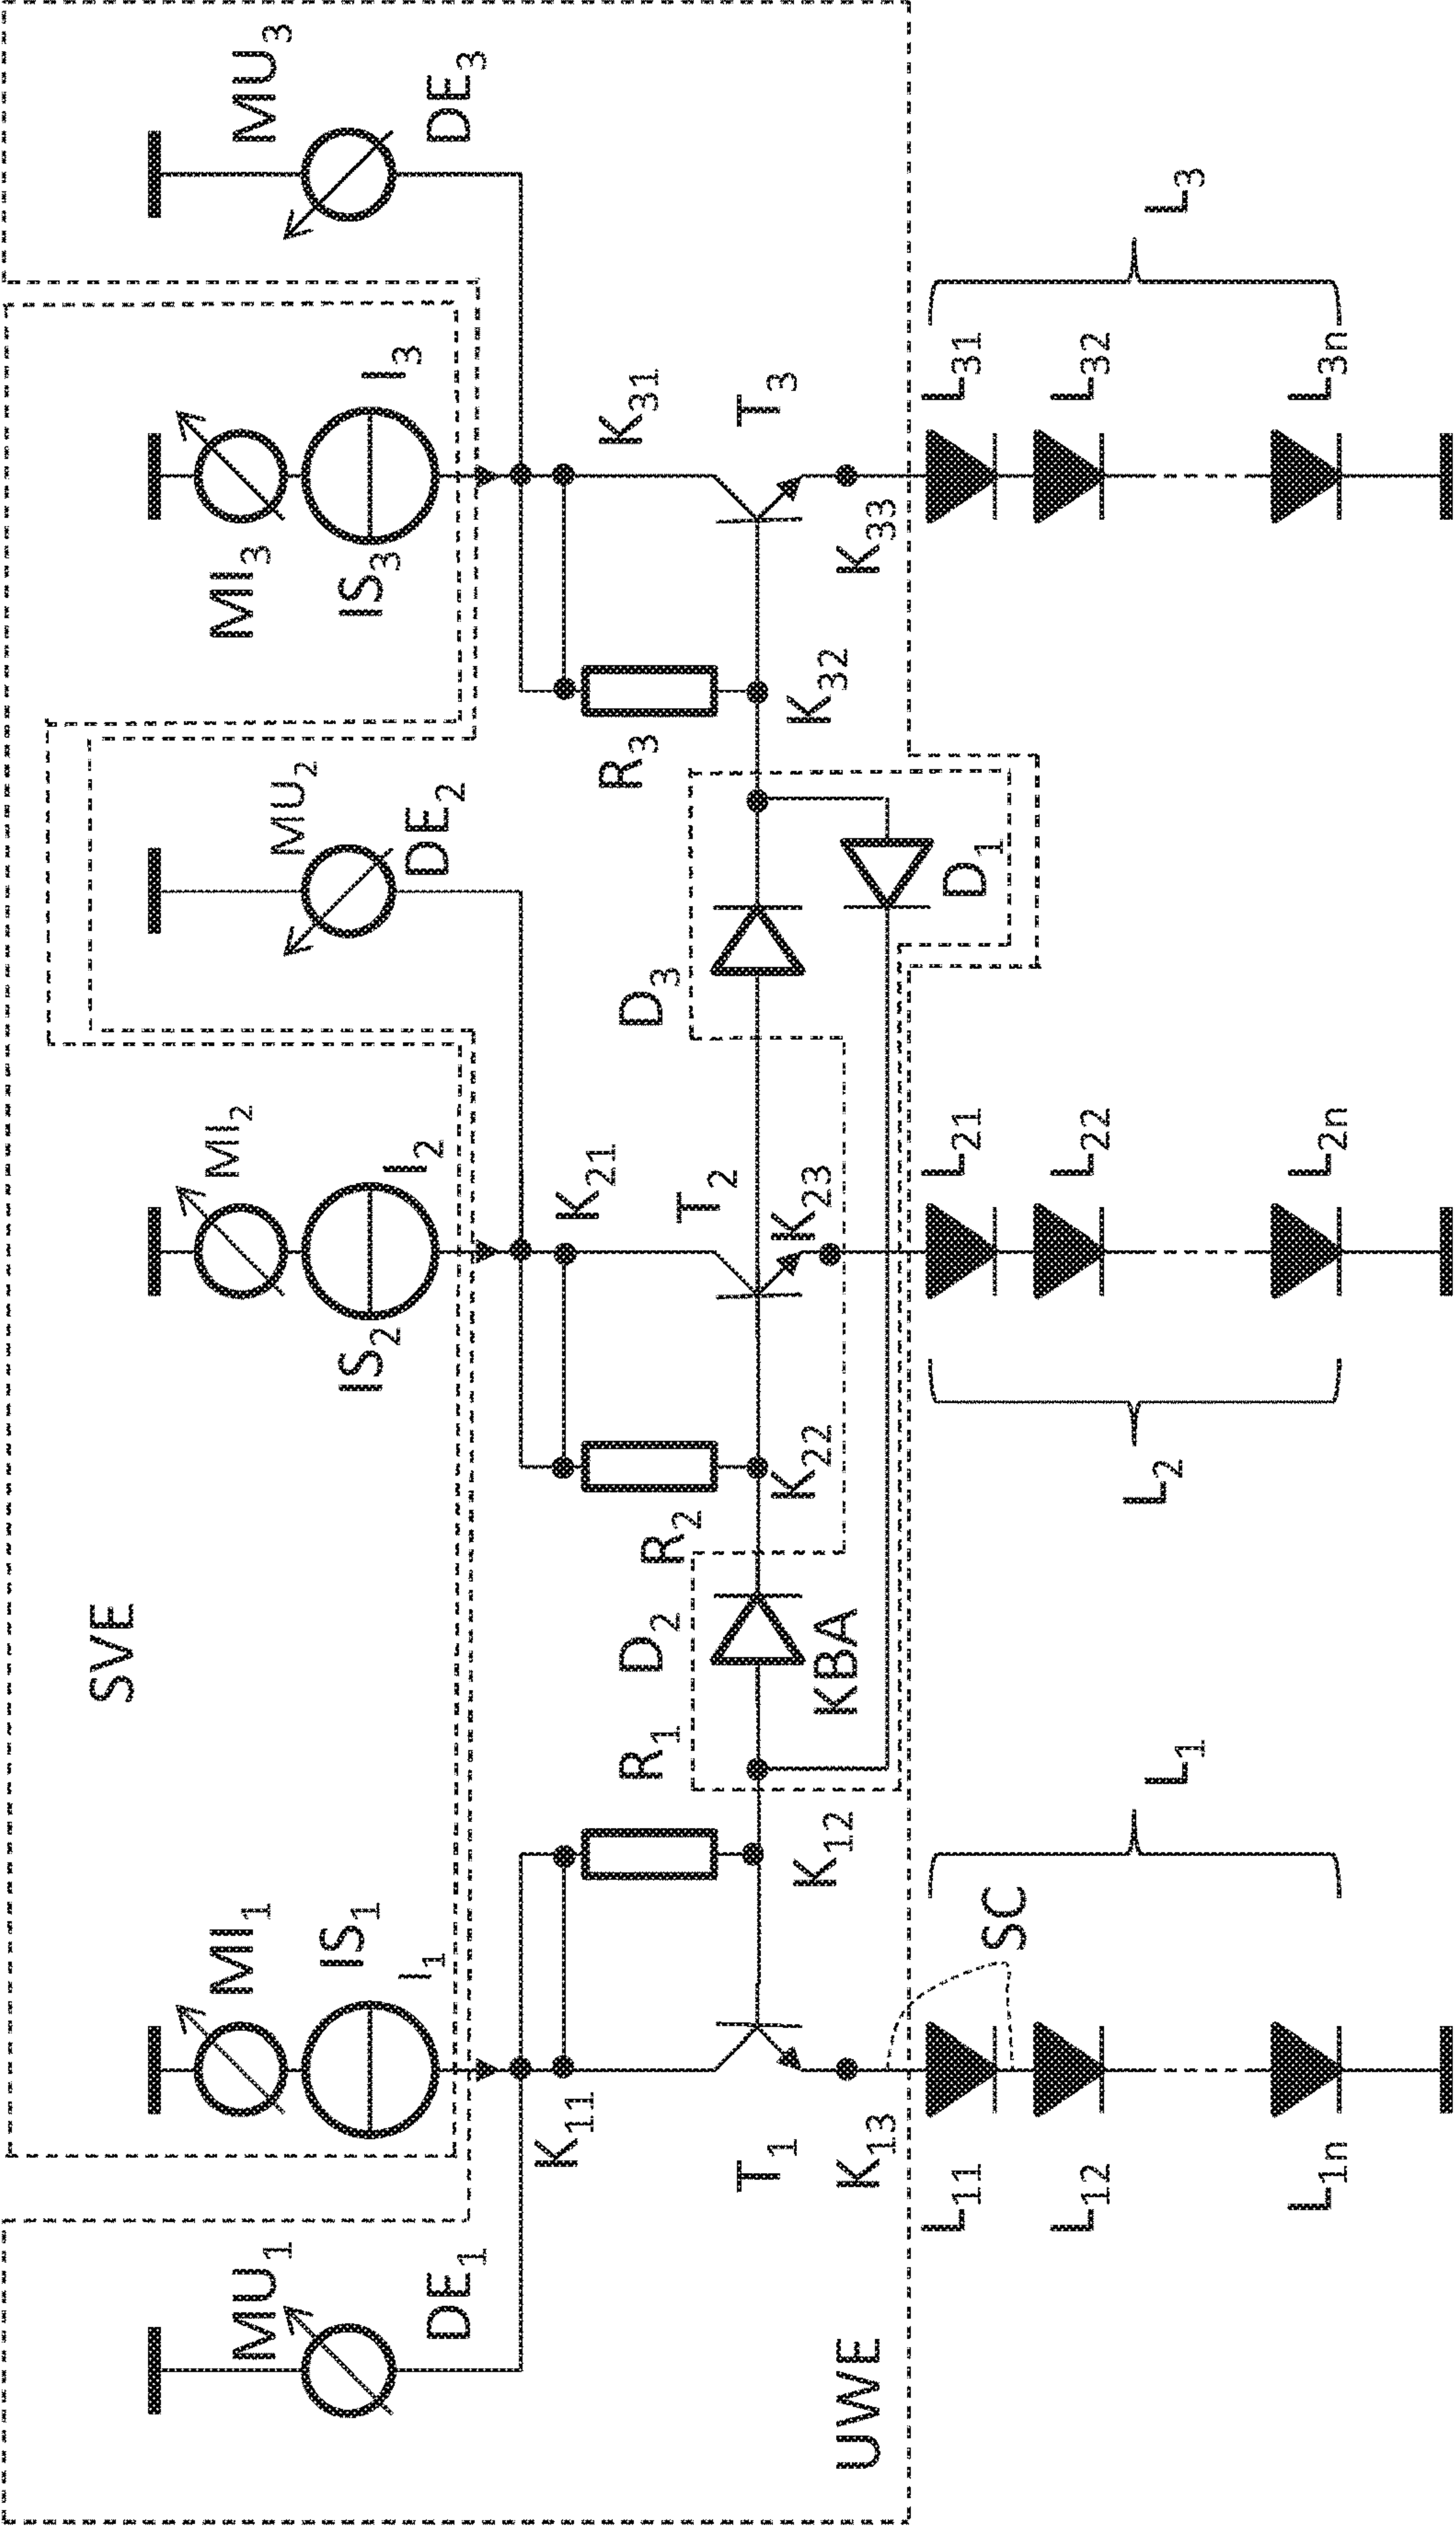 SVE
MU₁
DE₁
MI₁
IS₁
I₁
MI₂
IS₂
I₂
MU₂
DE₂
MI₃
IS₃
I₃
MU₃
DE₃
K₁₁
R₁
K₁₂
T₁
K₁₃
D₂
KBA
R₂
K₂₁
K₂₂
T₂
K₂₃
D₃
D₁
R₃
K₃₁
K₃₂
T₃
K₃₃
UWE
SC
L₁₁
L₁₂
L₁ₙ
L₁
L₂
L₂₁
L₂₂
L₂ₙ
L₃₁
L₃₂
L₃ₙ
L₃